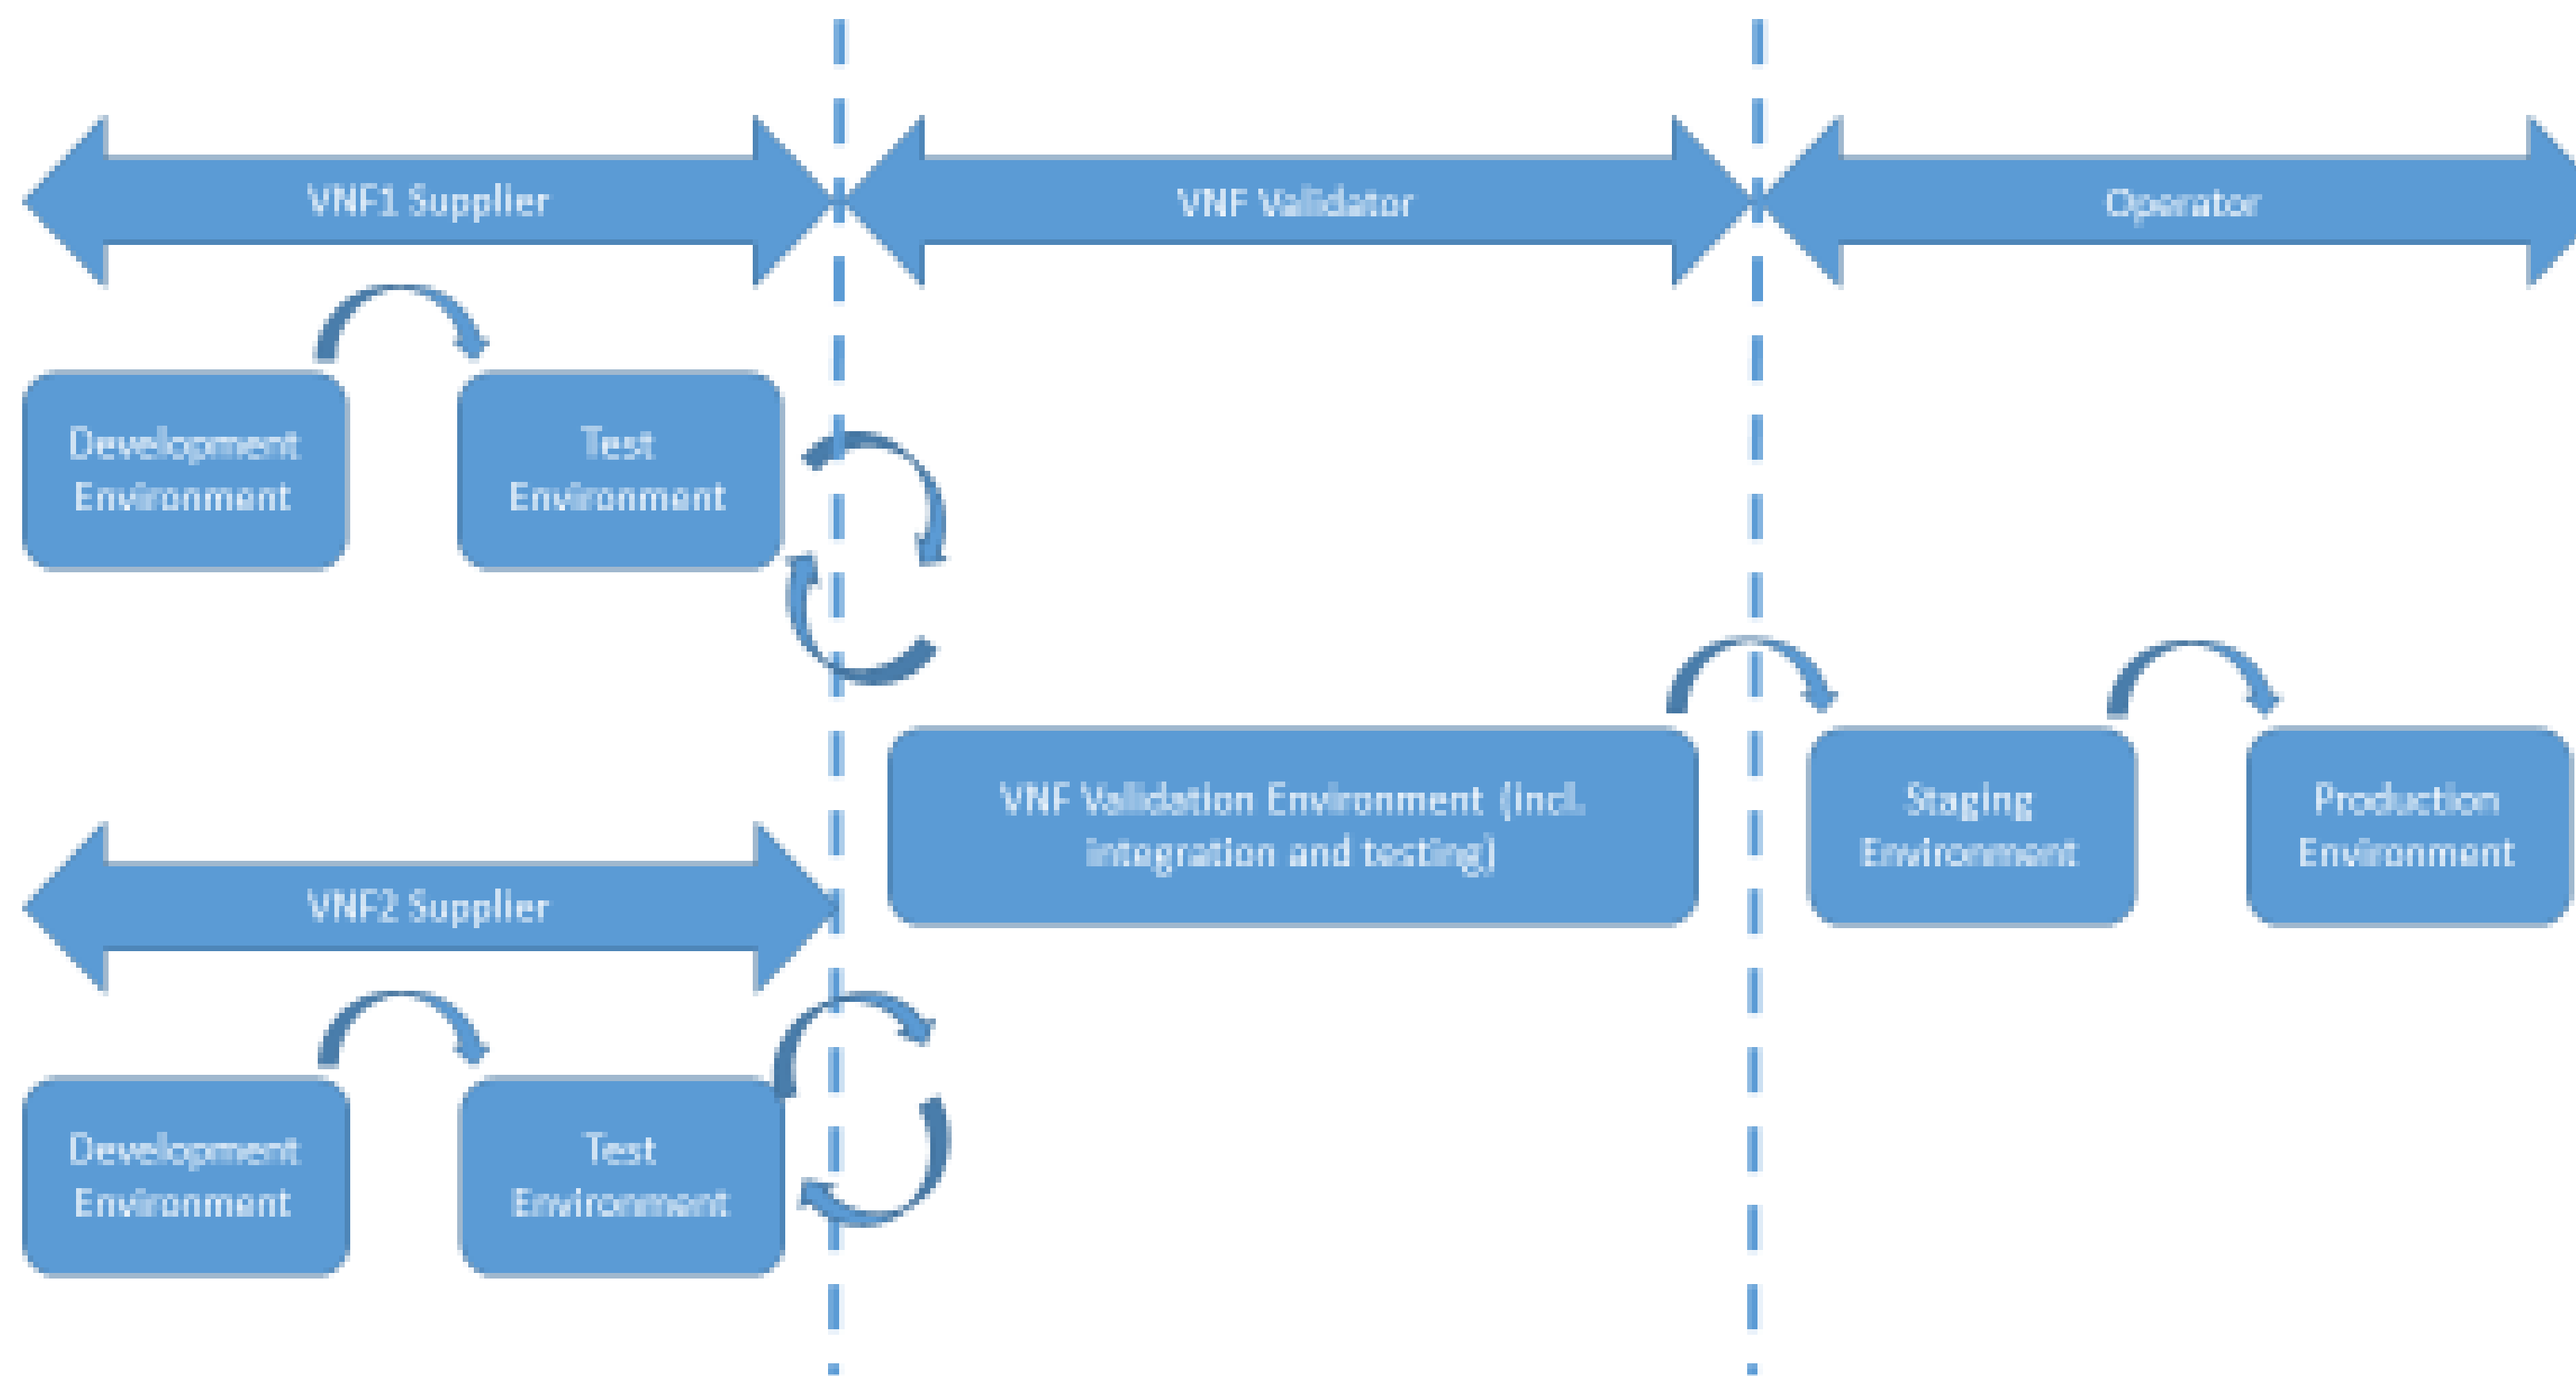 VNF1 Supplier
VNF Validator
Operator
Development
Environment
Test
Environment
VNF Validation Environment (incl.
integration and testing)
Staging
Environment
Production
Environment
VNF2 Supplier
Development
Environment
Test
Environment